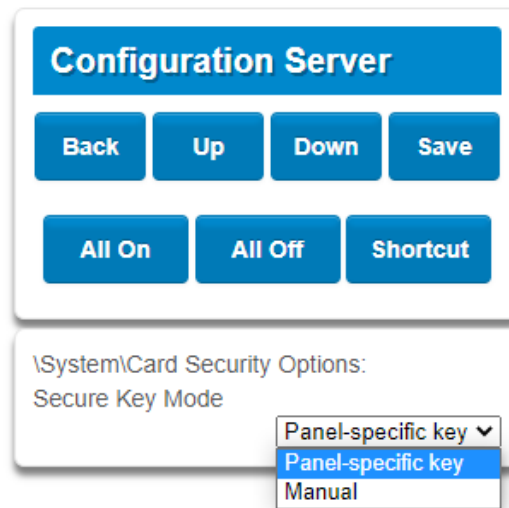 Configuration Server
Back Up Down Save
All On All Off Shortcut
\System\Card Security Options:
Secure Key Mode
Panel-specific key
Panel-specific key
Manual